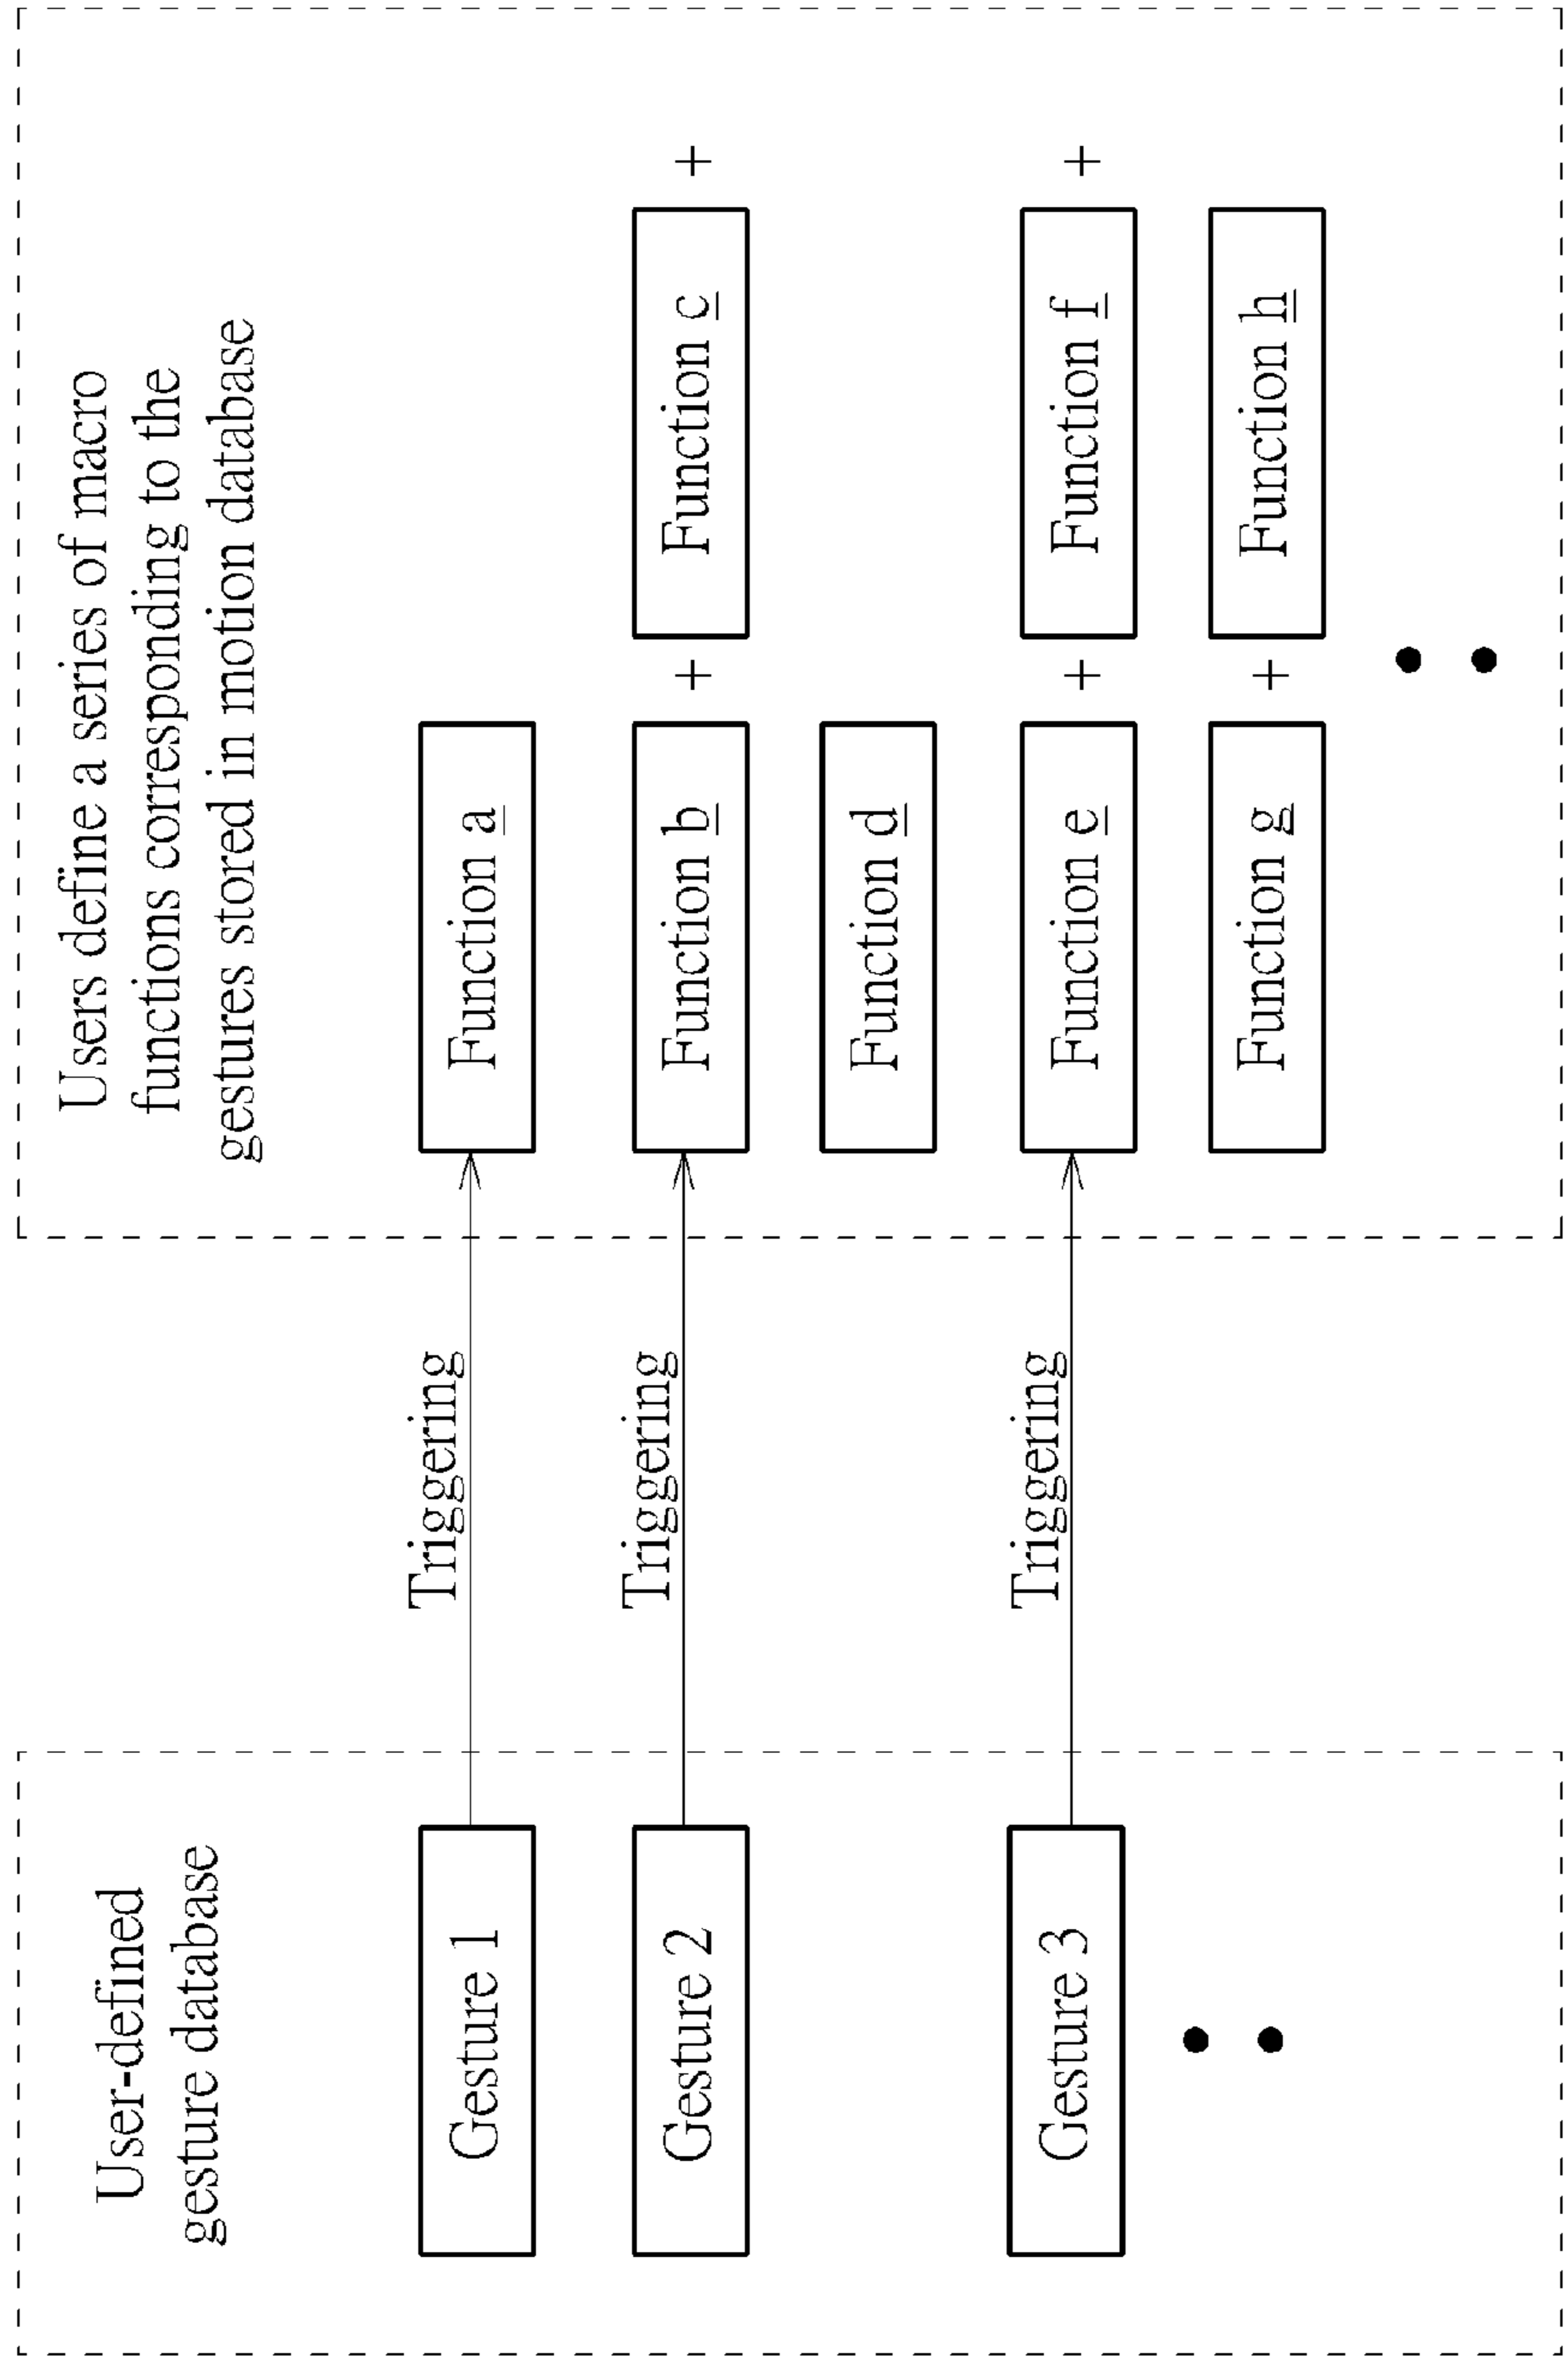 User-defined
gesture database
Gesture 1
Gesture 2
Gesture 3
Triggering
Triggering
Triggering
Users define a series of macro
functions corresponding to the
gestures stored in motion database
Function a
Function b + Function c +
Function d
Function e + Function f +
Function g + Function h